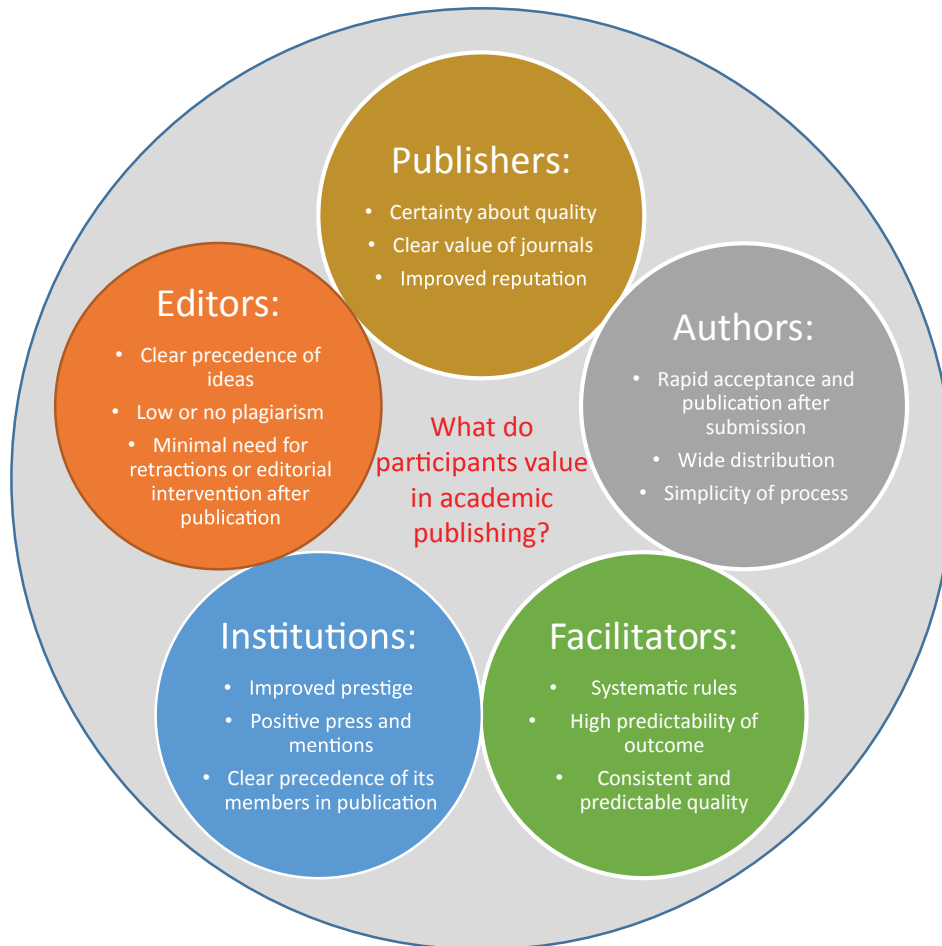 Publishers:
• Certainty about quality
• Clear value of journals
• Improved reputation
Editors:
• Clear precedence of
ideas
• Low or no plagiarism
• Minimal need for
retractions or editorial
intervention after
publication
Authors:
• Rapid acceptance and
publication after
submission
• Wide distribution
• Simplicity of process
What do
participants value
in academic
publishing?
Institutions:
• Improved prestige
• Positive press and
mentions
• Clear precedence of its
members in publication
Facilitators:
• Systematic rules
• High predictability of
outcome
• Consistent and
predictable quality